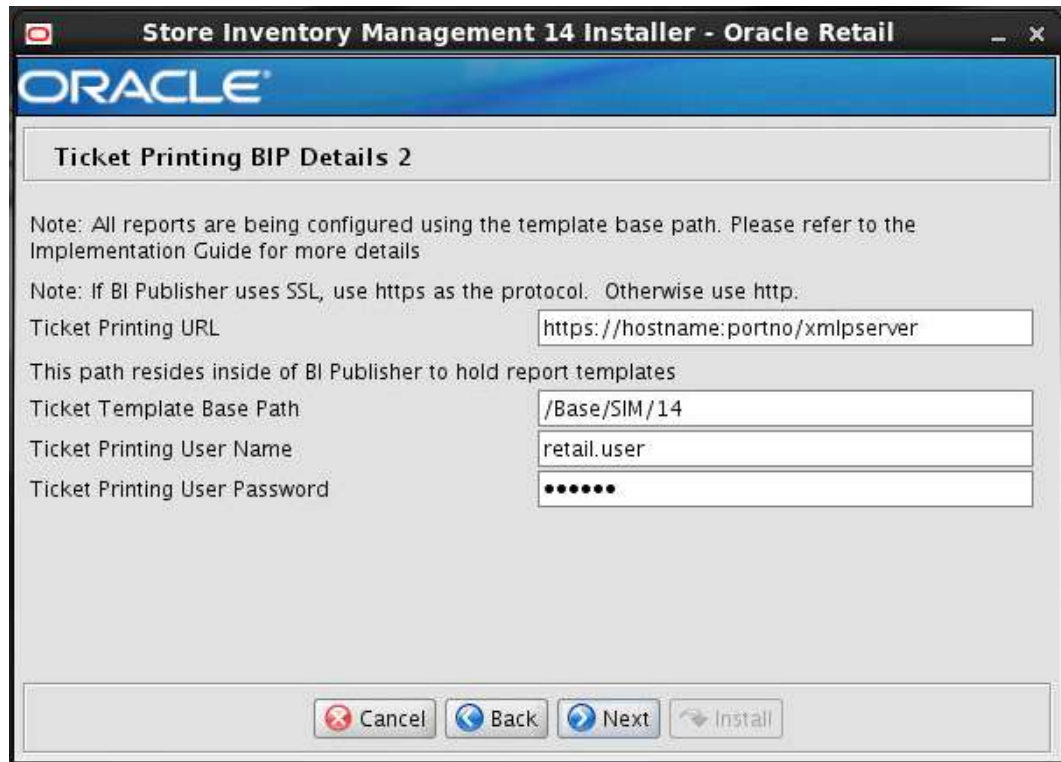 Store Inventory Management 14 Installer - Oracle Retail
ORACLE®
Ticket Printing BIP Details 2
Note: All reports are being configured using the template base path. Please refer to the
Implementation Guide for more details
Note: If BI Publisher uses SSL, use https as the protocol.  Otherwise use http.
Ticket Printing URL https://hostname:portno/xmlpserver
This path resides inside of BI Publisher to hold report templates
Ticket Template Base Path /Base/SIM/14
Ticket Printing User Name retail.user
Ticket Printing User Password ●●●●●●
Cancel Back Next Install